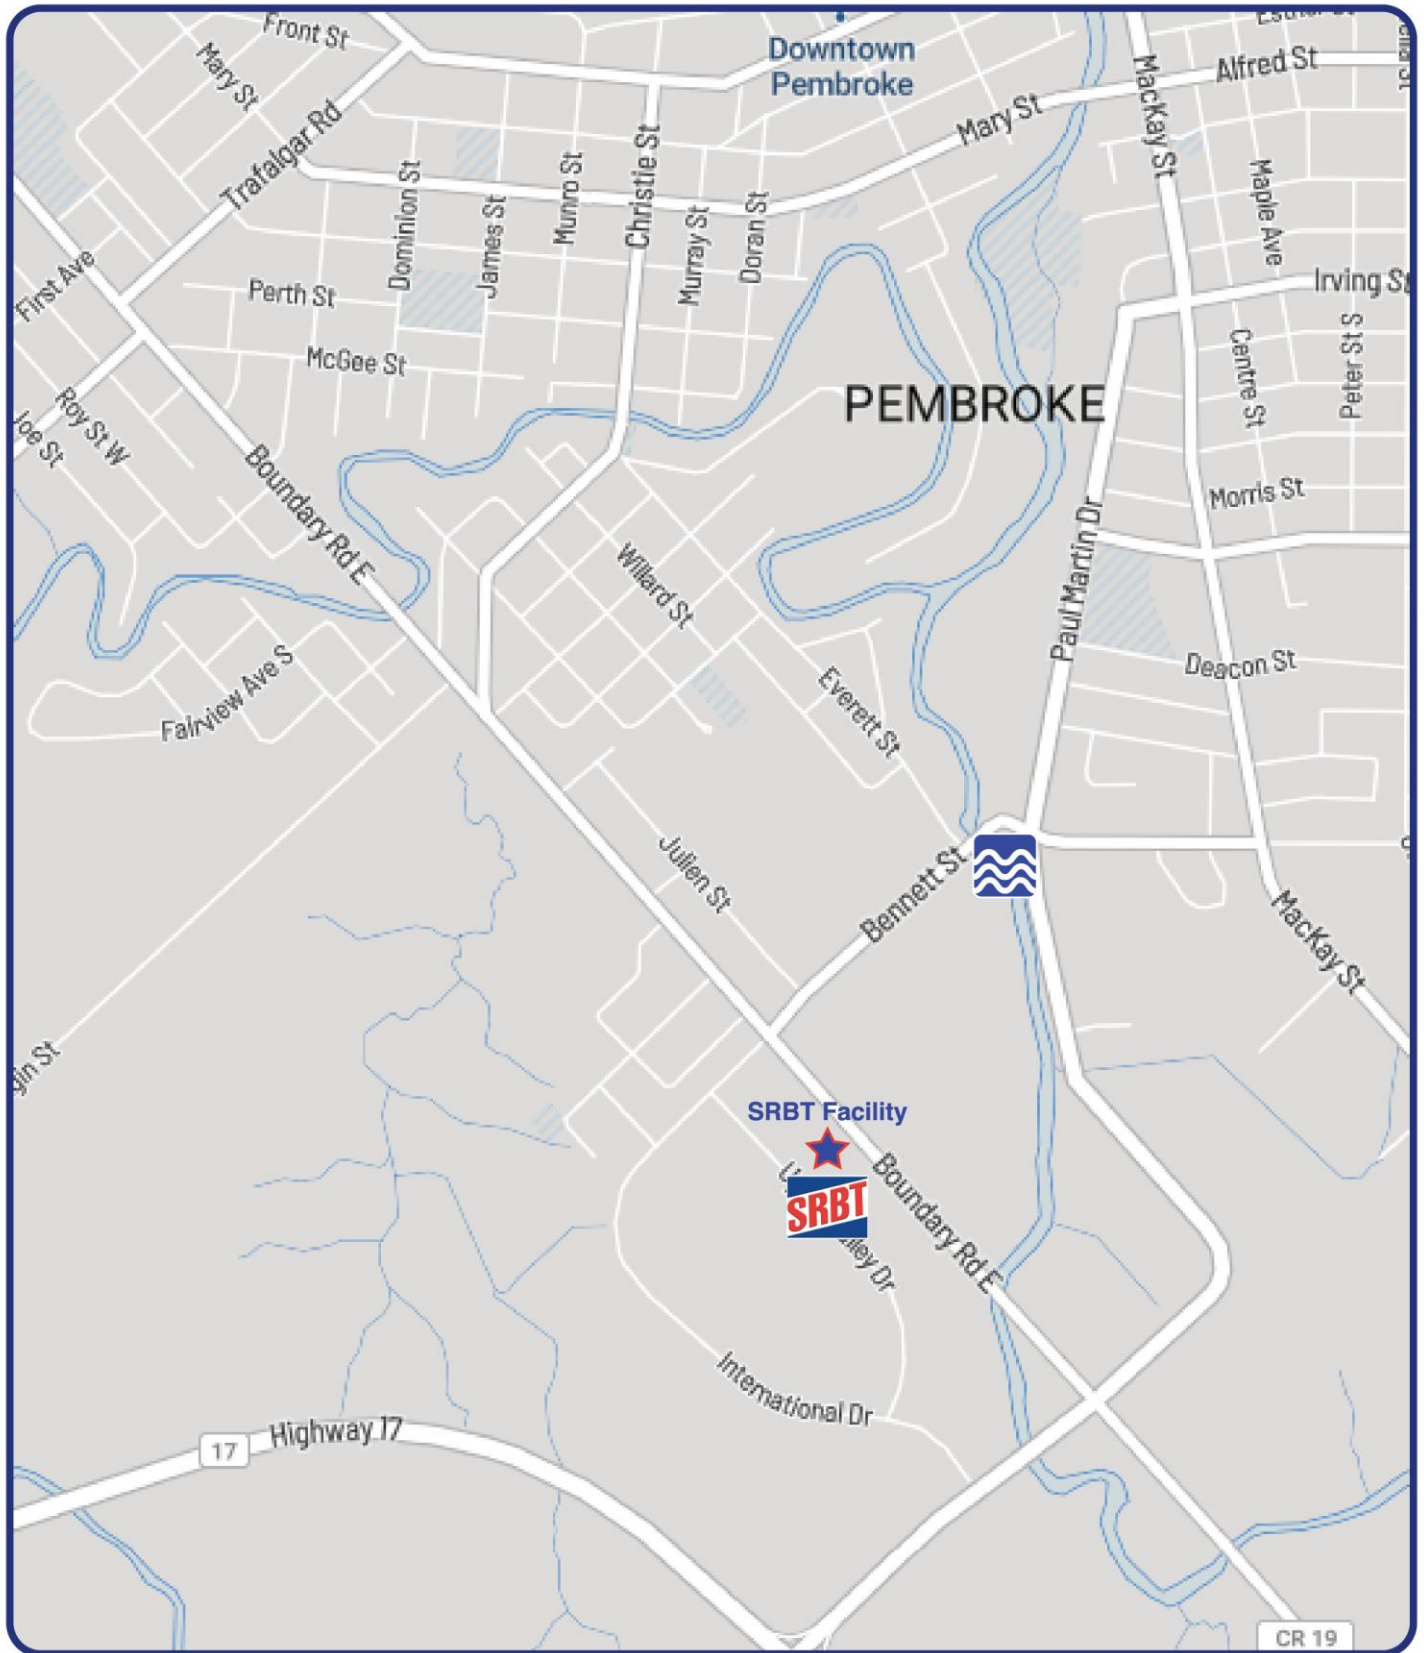 Front St
Mary St
Trafalgar Rd
Downtown
Pembroke
Mary St
MacKay St
Alfred St
Dominion St
James St
Munro St
Christie St
Murray St
Doran St
Maple Ave
First Ave
Perth St
McGee St
Irving St
Centre St
Peter St S
Joe St
Roy St W
PEMBROKE
Boundary Rd E
Morris St
Willard St
Paul Martin Dr
Deacon St
Fairview Ave S
Everett St
Julien St
Bennett St
MacKay St
SRBT Facility
SRBT
Boundary Rd E
International Dr
Highway 17
17
CR 19